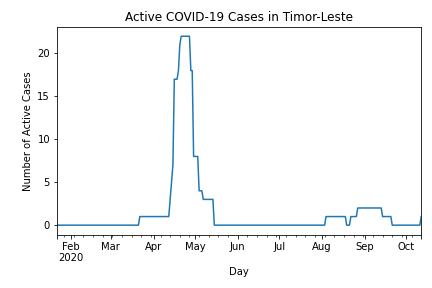 Active COVID-19 Cases in Timor-Leste
Number of Active Cases
20
15
10
5
0
Feb Mar Apr May Jun Jul Aug Sep Oct
2020
Day